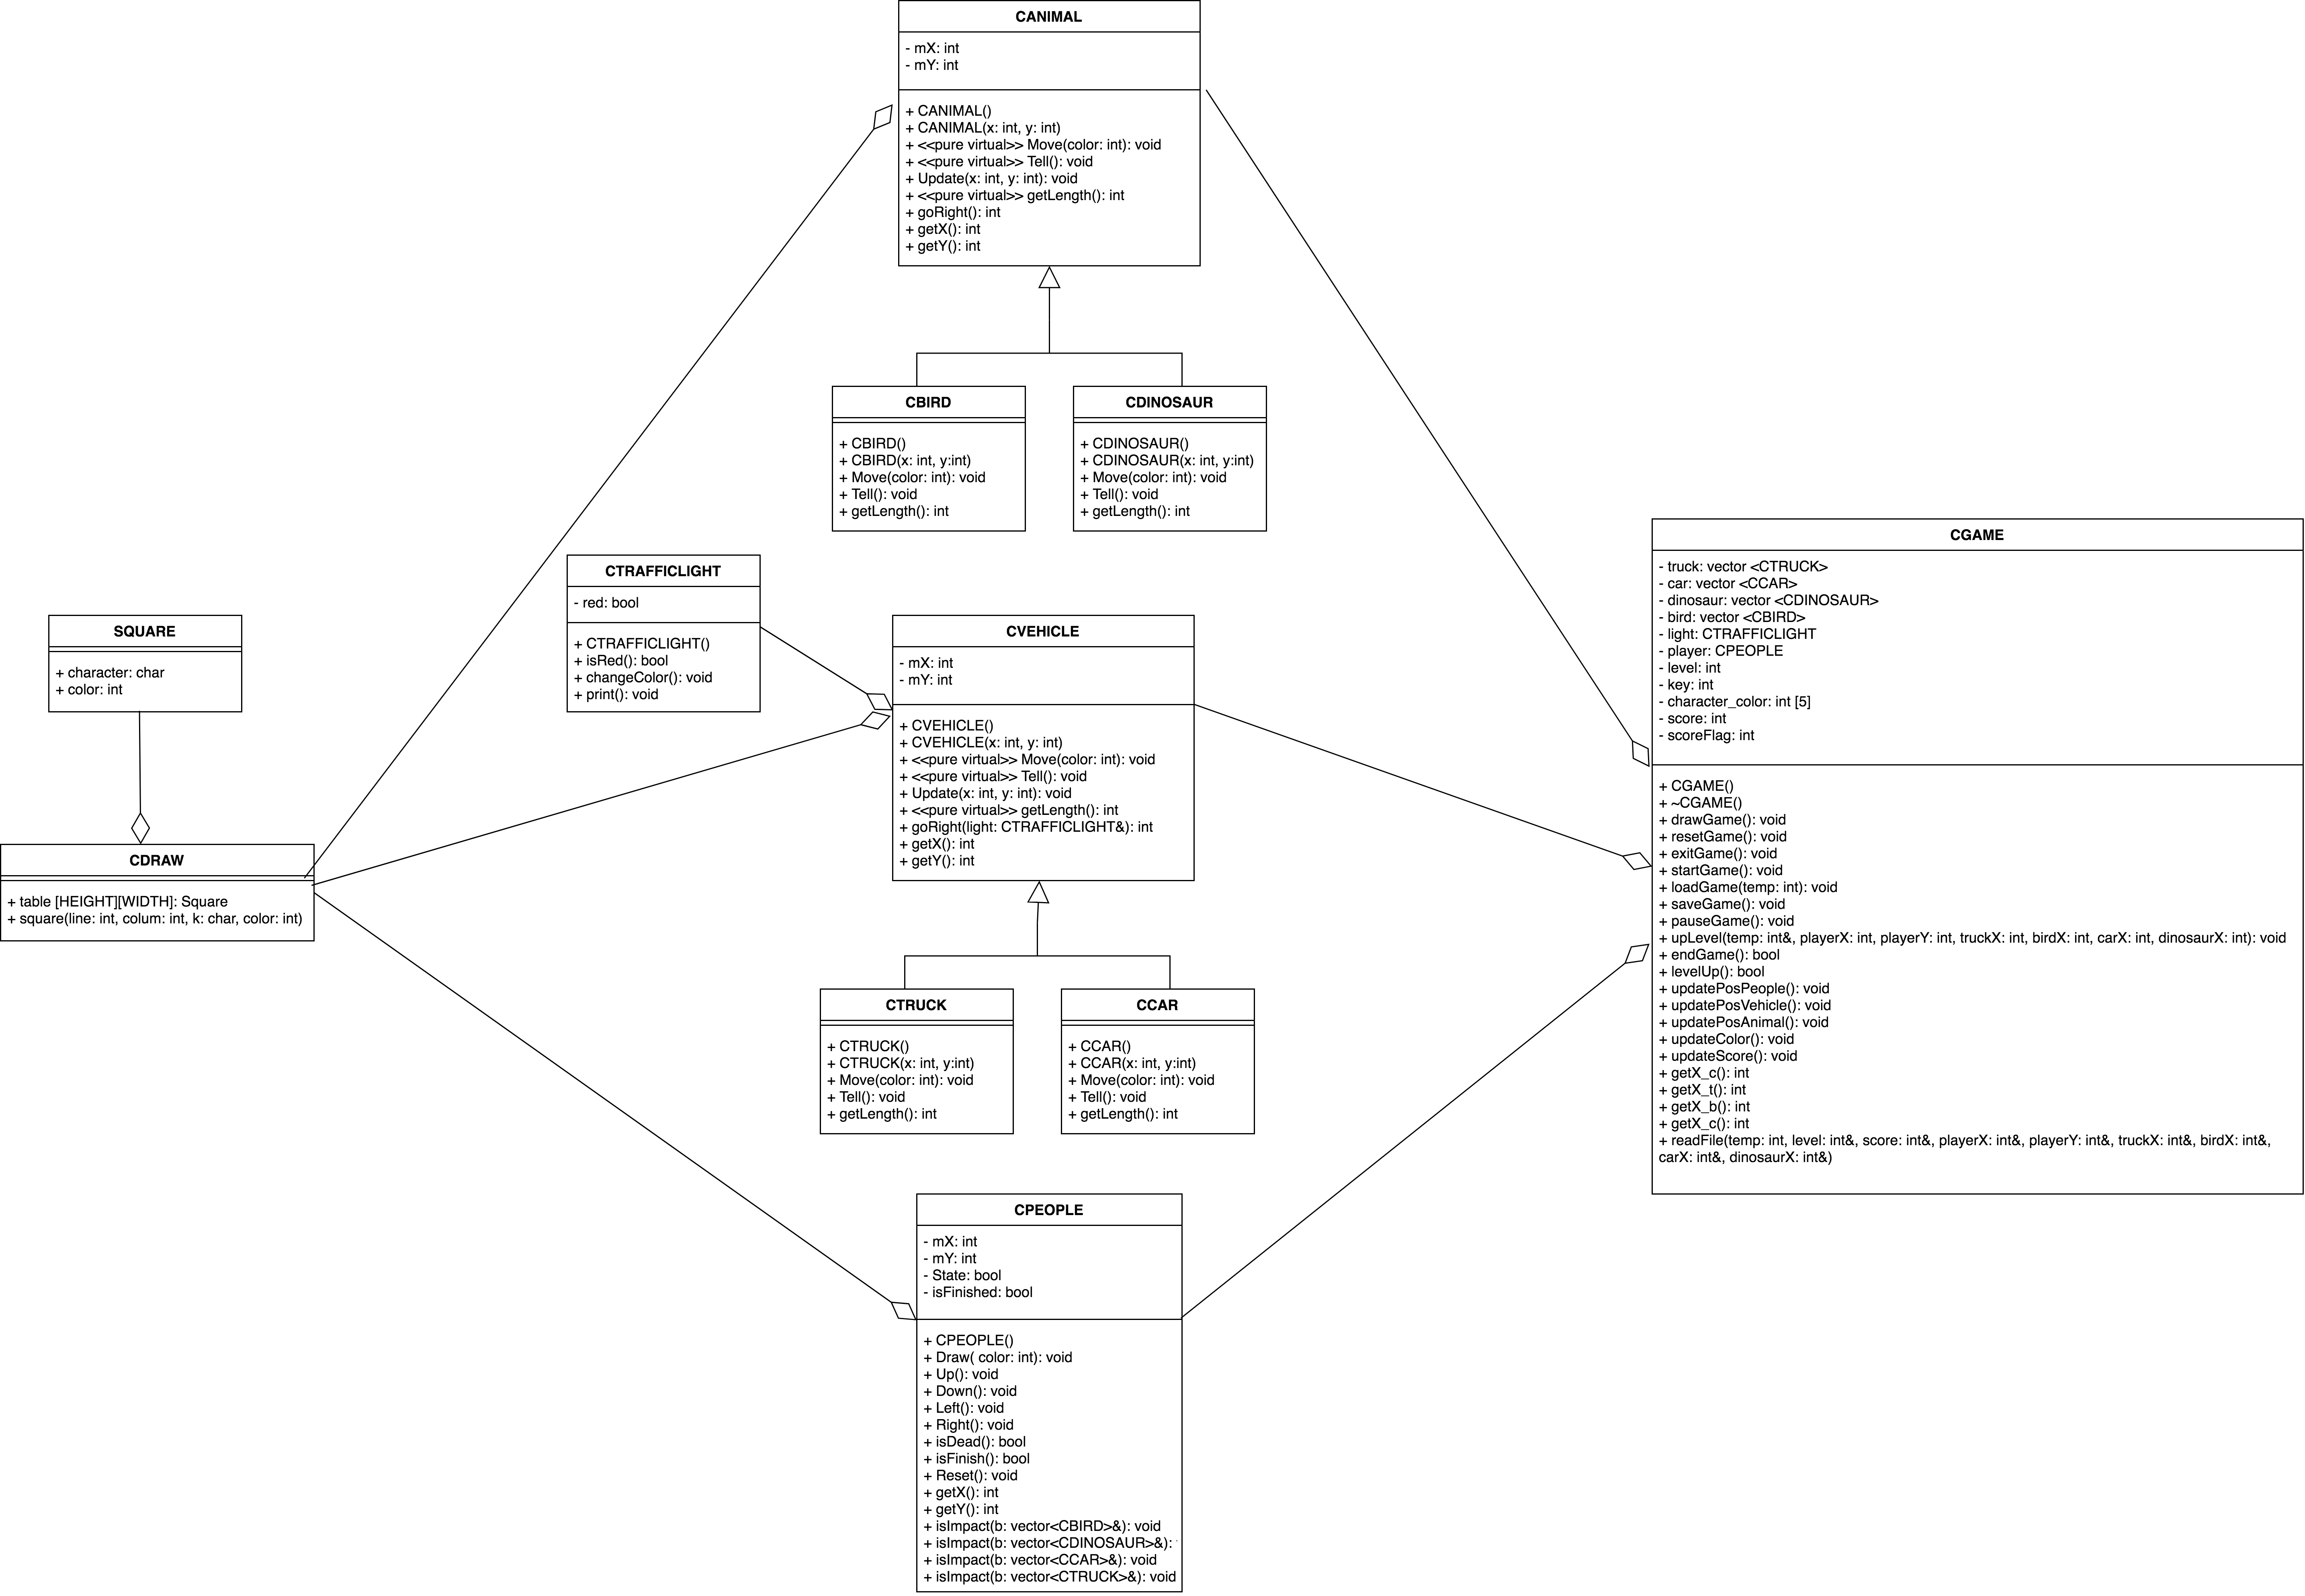 CANIMAL
- mX: int
- mY: int
+ CANIMAL()
+ CANIMAL(x: int, y: int)
+ <<pure virtual>> Move(color: int): void
+ <<pure virtual>> Tell(): void
+ Update(x: int, y: int): void
+ <<pure virtual>> getLength(): int
+ goRight(): int
+ getX(): int
+ getY(): int
CBIRD
+ CBIRD()
+ CBIRD(x: int, y:int)
+ Move(color: int): void
+ Tell(): void
+ getLength(): int
CDINOSAUR
+ CDINOSAUR()
+ CDINOSAUR(x: int, y:int)
+ Move(color: int): void
+ Tell(): void
+ getLength(): int
CTRAFFICLIGHT
- red: bool
+ CTRAFFICLIGHT()
+ isRed(): bool
+ changeColor(): void
+ print(): void
SQUARE
+ character: char
+ color: int
CDRAW
+ table [HEIGHT][WIDTH]: Square
+ square(line: int, colum: int, k: char, color: int)
CVEHICLE
- mX: int
- mY: int
+ CVEHICLE()
+ CVEHICLE(x: int, y: int)
+ <<pure virtual>> Move(color: int): void
+ <<pure virtual>> Tell(): void
+ Update(x: int, y: int): void
+ <<pure virtual>> getLength(): int
+ goRight(light: CTRAFFICLIGHT&): int
+ getX(): int
+ getY(): int
CTRUCK
+ CTRUCK()
+ CTRUCK(x: int, y:int)
+ Move(color: int): void
+ Tell(): void
+ getLength(): int
CCAR
+ CCAR()
+ CCAR(x: int, y:int)
+ Move(color: int): void
+ Tell(): void
+ getLength(): int
CPEOPLE
- mX: int
- mY: int
- State: bool
- isFinished: bool
+ CPEOPLE()
+ Draw( color: int): void
+ Up(): void
+ Down(): void
+ Left(): void
+ Right(): void
+ isDead(): bool
+ isFinish(): bool
+ Reset(): void
+ getX(): int
+ getY(): int
+ isImpact(b: vector<CBIRD>&): void
+ isImpact(b: vector<CDINOSAUR>&):
+ isImpact(b: vector<CCAR>&): void
+ isImpact(b: vector<CTRUCK>&): void
CGAME
- truck: vector <CTRUCK>
- car: vector <CCAR>
- dinosaur: vector <CDINOSAUR>
- bird: vector <CBIRD>
- light: CTRAFFICLIGHT
- player: CPEOPLE
- level: int
- key: int
- character_color: int [5]
- score: int
- scoreFlag: int
+ CGAME()
+ ~CGAME()
+ drawGame(): void
+ resetGame(): void
+ exitGame(): void
+ startGame(): void
+ loadGame(temp: int): void
+ saveGame(): void
+ pauseGame(): void
+ upLevel(temp: int&, playerX: int, playerY: int, truckX: int, birdX: int, carX: int, dinosaurX: int): void
+ endGame(): bool
+ levelUp(): bool
+ updatePosPeople(): void
+ updatePosVehicle(): void
+ updatePosAnimal(): void
+ updateColor(): void
+ updateScore(): void
+ getX_c(): int
+ getX_t(): int
+ getX_b(): int
+ getX_c(): int
+ readFile(temp: int, level: int&, score: int&, playerX: int&, playerY: int&, truckX: int&, birdX: int&,
carX: int&, dinosaurX: int&)